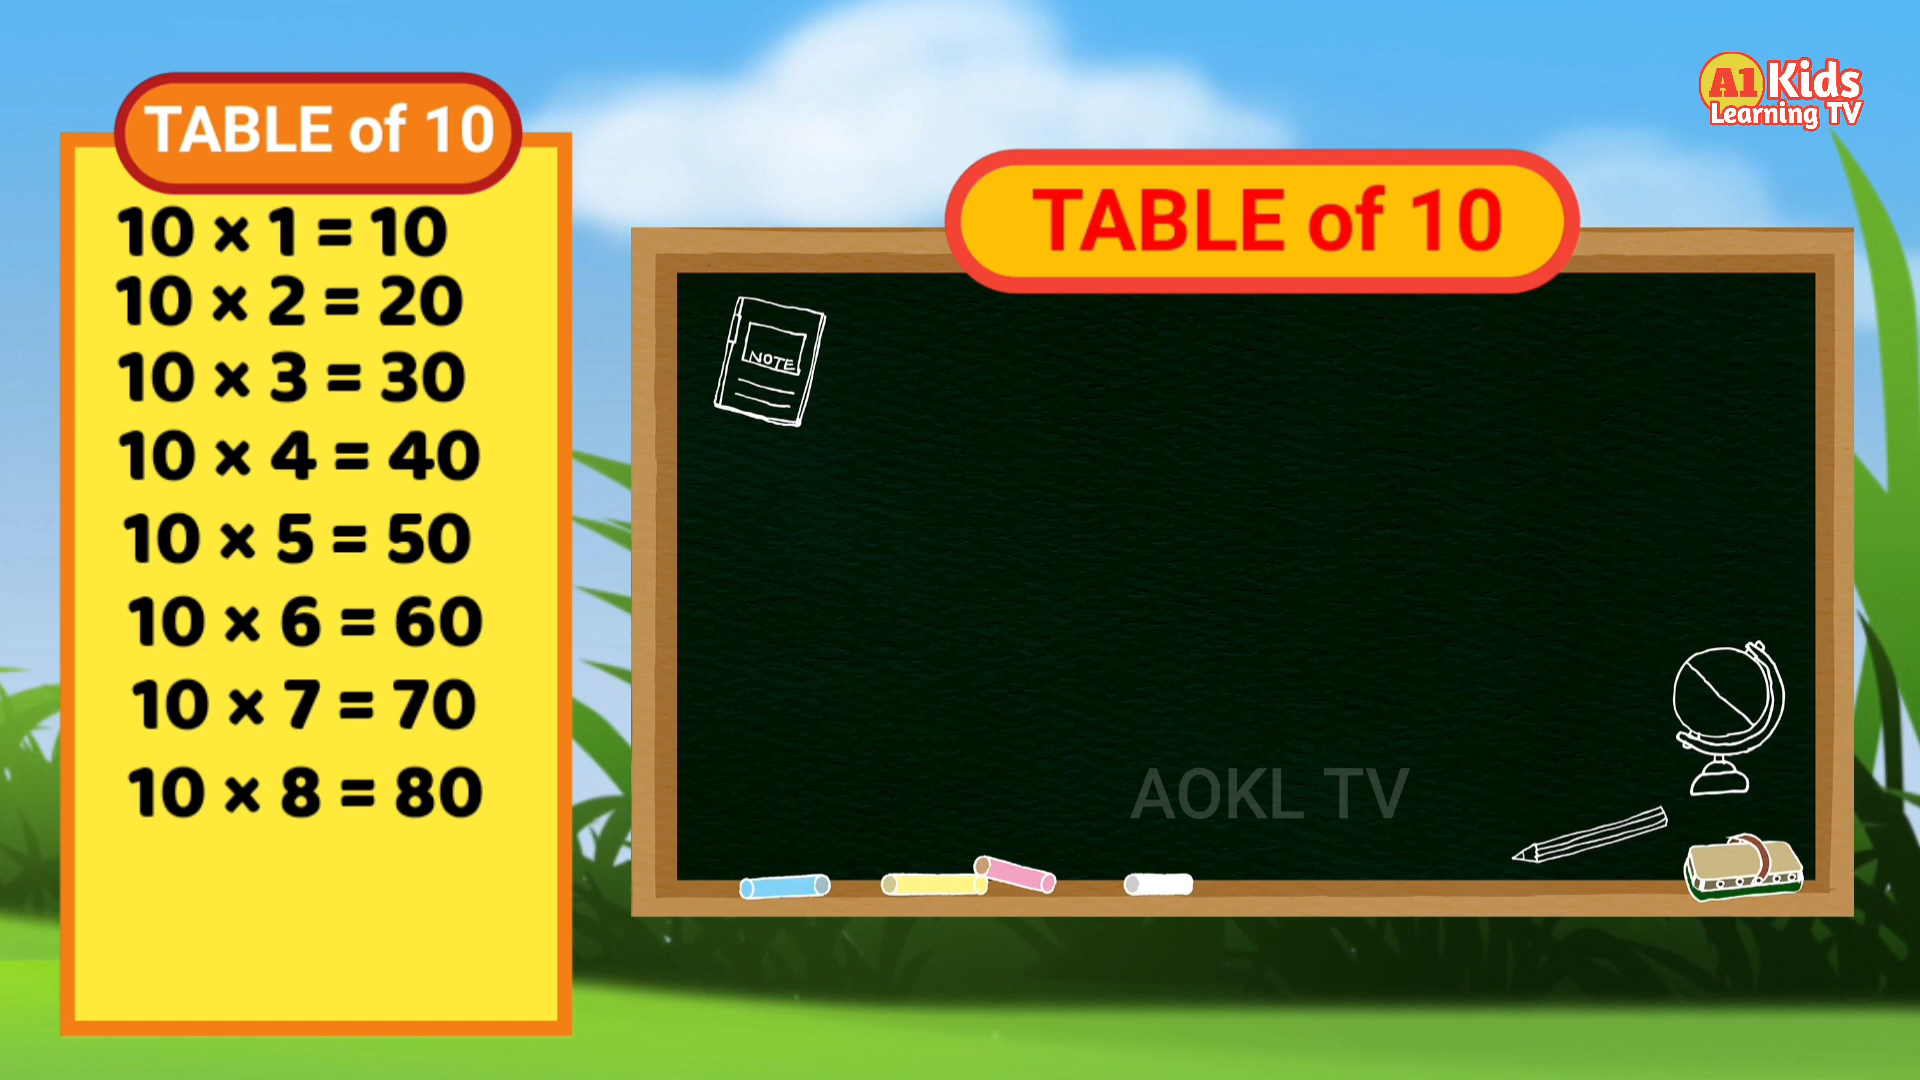 TABLE of 10
10 × 1 = 10
10 × 2 = 20
10 × 3 = 30
10 × 4 = 40
10 × 5 = 50
10 × 6 = 60
10 × 7 = 70
10 × 8 = 80
A1 Kids
Learning TV
TABLE of 10
NOTE
AOKL TV